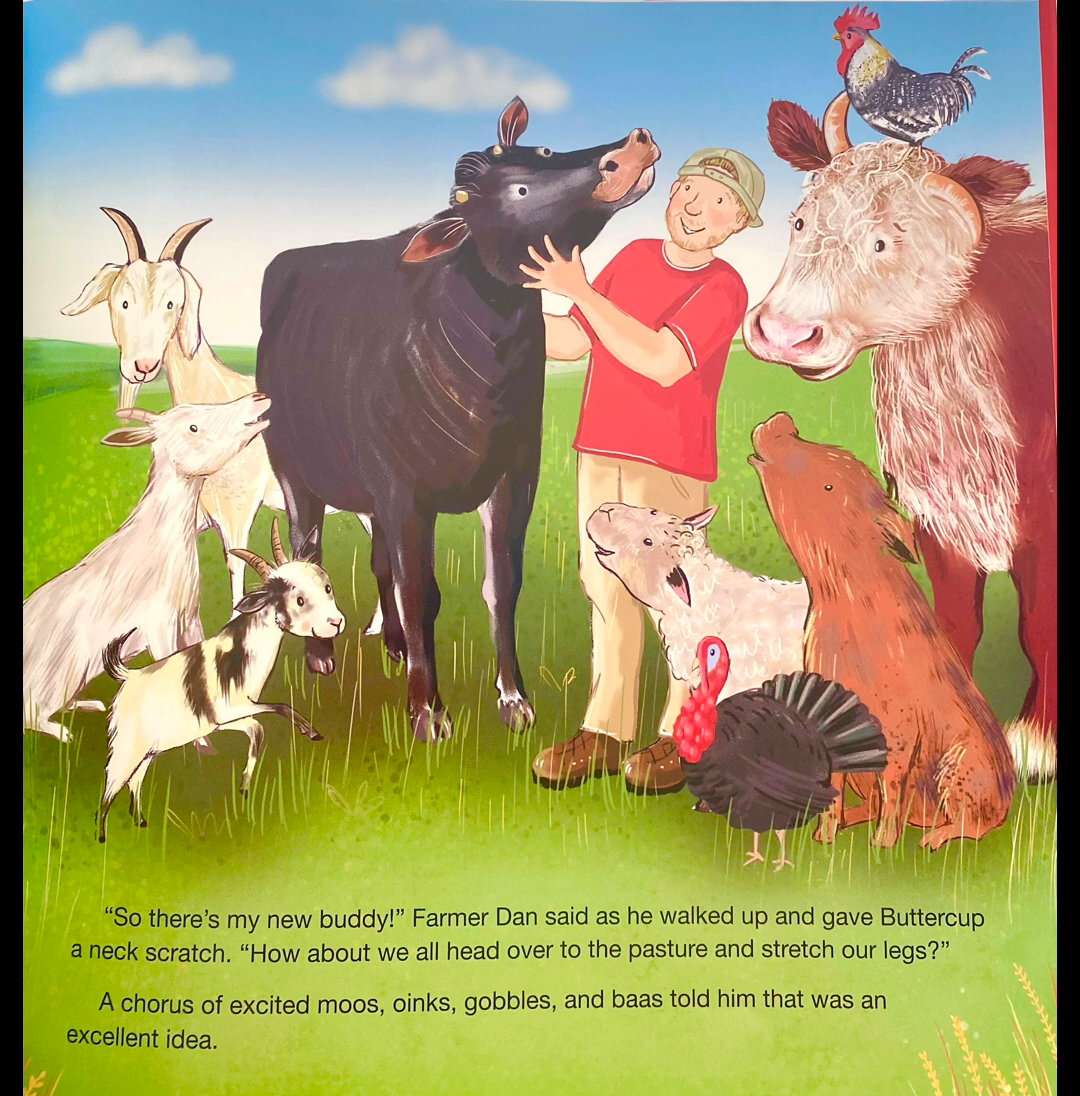 “So there’s my new buddy!” Farmer Dan said as he walked up and gave Buttercup
a neck scratch. “How about we all head over to the pasture and stretch our legs?”
A chorus of excited moos, oinks, gobbles, and baas told him that was an
excellent idea.